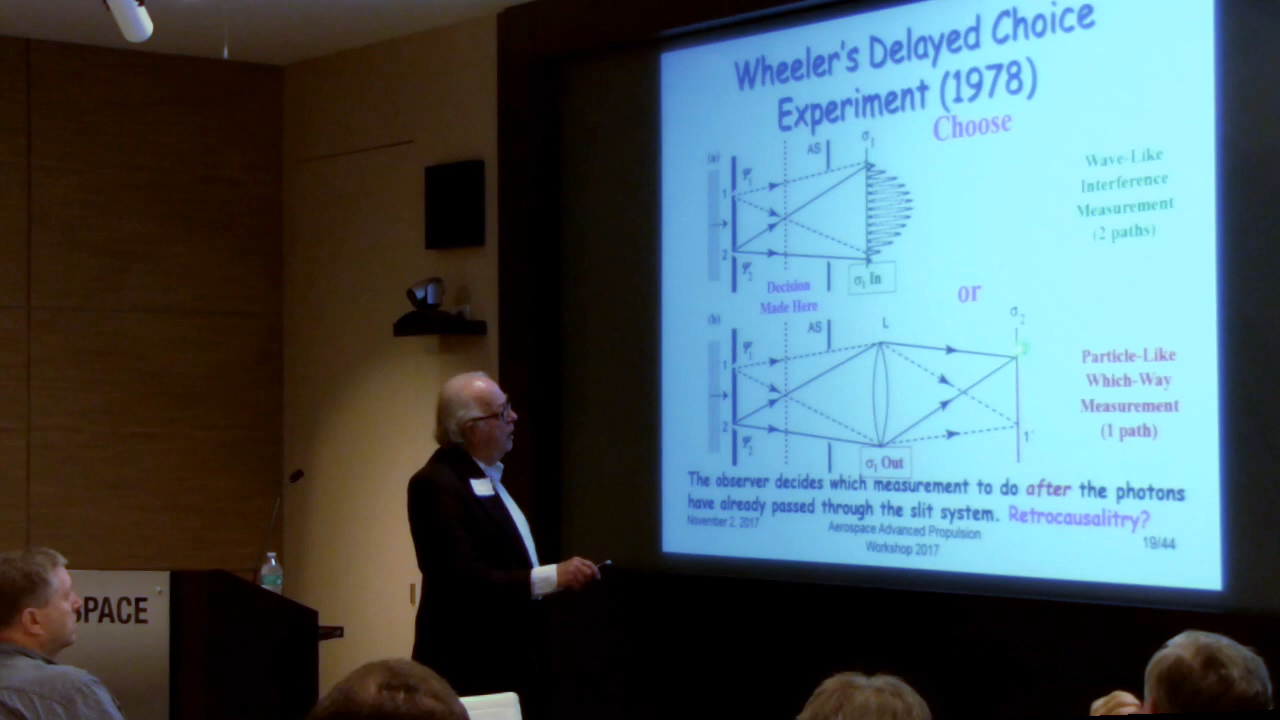 Wheeler's Delayed Choice
Experiment (1978)
Choose
(a)
AS
σ₁
Ψ₁
1
2
Ψ₂
σ₁ In
Wave-Like
Interference
Measurement
(2 paths)
Decision
Made Here
or
(b)
AS
L
σ₂
Ψ₁
1
2
Ψ₂
1'
σ₁ Out
Particle-Like
Which-Way
Measurement
(1 path)
The observer decides which measurement to do after the photons
have already passed through the slit system. Retrocausalitry?
November 2, 2017
Aerospace Advanced Propulsion
Workshop 2017
19/44
SPACE